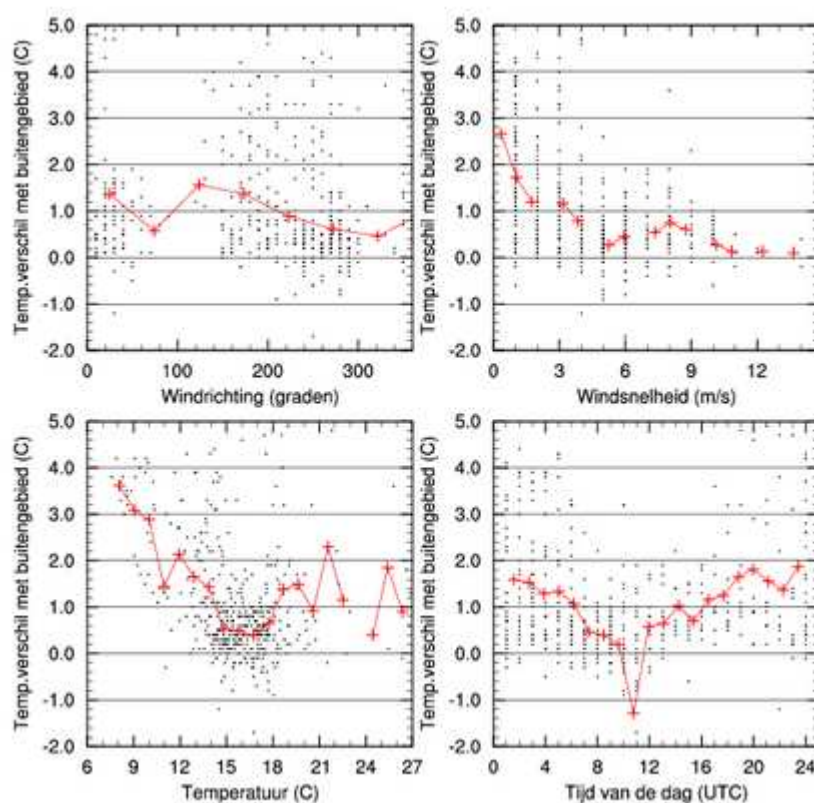 Temp.verschil met buitengebied (C)
5.0
4.0
3.0
2.0
1.0
0.0
-1.0
-2.0
0 100 200 300
Windrichting (graden)
Temp.verschil met buitengebied (C)
5.0
4.0
3.0
2.0
1.0
0.0
-1.0
-2.0
0 3 6 9 12
Windsnelheid (m/s)
Temp.verschil met buitengebied (C)
5.0
4.0
3.0
2.0
1.0
0.0
-1.0
-2.0
6 9 12 15 18 21 24 27
Temperatuur (C)
Temp.verschil met buitengebied (C)
5.0
4.0
3.0
2.0
1.0
0.0
-1.0
-2.0
0 4 8 12 16 20 24
Tijd van de dag (UTC)